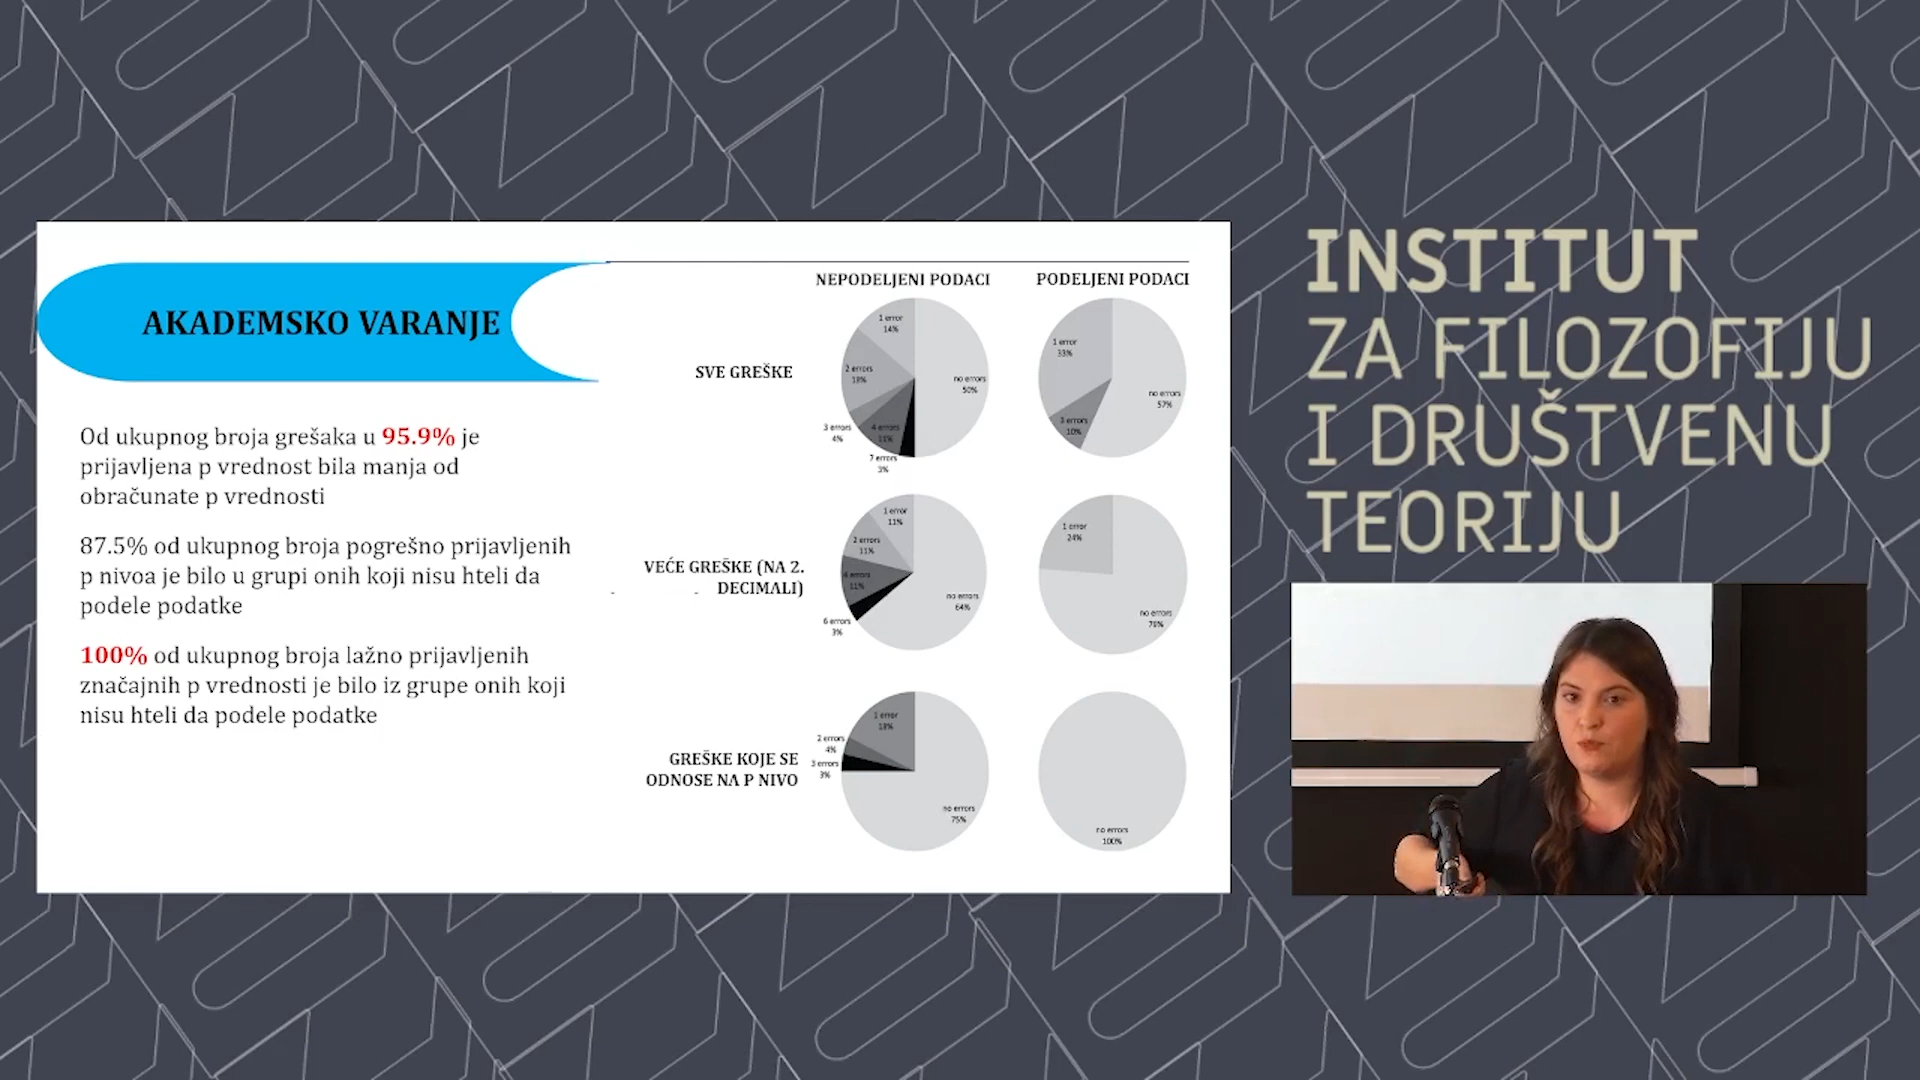 AKADEMSKO VARANJE
Od ukupnog broja grešaka u 95.9% je
prijavljena p vrednost bila manja od
obračunate p vrednosti
87.5% od ukupnog broja pogrešno prijavljenih
p nivoa je bilo u grupi onih koji nisu hteli da
podele podatke
100% od ukupnog broja lažno prijavljenih
značajnih p vrednosti je bilo iz grupe onih koji
nisu hteli da podele podatke
NEPODELJENI PODACI
PODELJENI PODACI
SVE GREŠKE
1 error
14%
2 errors
18%
3 errors
4%
4 errors
11%
7 errors
3%
no errors
50%
1 error
33%
3 errors
10%
no errors
57%
VEĆE GREŠKE (NA 2.
DECIMALI)
1 error
11%
2 errors
11%
4 errors
11%
6 errors
3%
no errors
64%
1 error
24%
no errors
76%
GREŠKE KOJE SE
ODNOSE NA P NIVO
1 error
18%
2 errors
4%
3 errors
3%
no errors
75%
no errors
100%
INSTITUT
ZA FILOZOFIJU
I DRUŠTVENU
TEORIJU